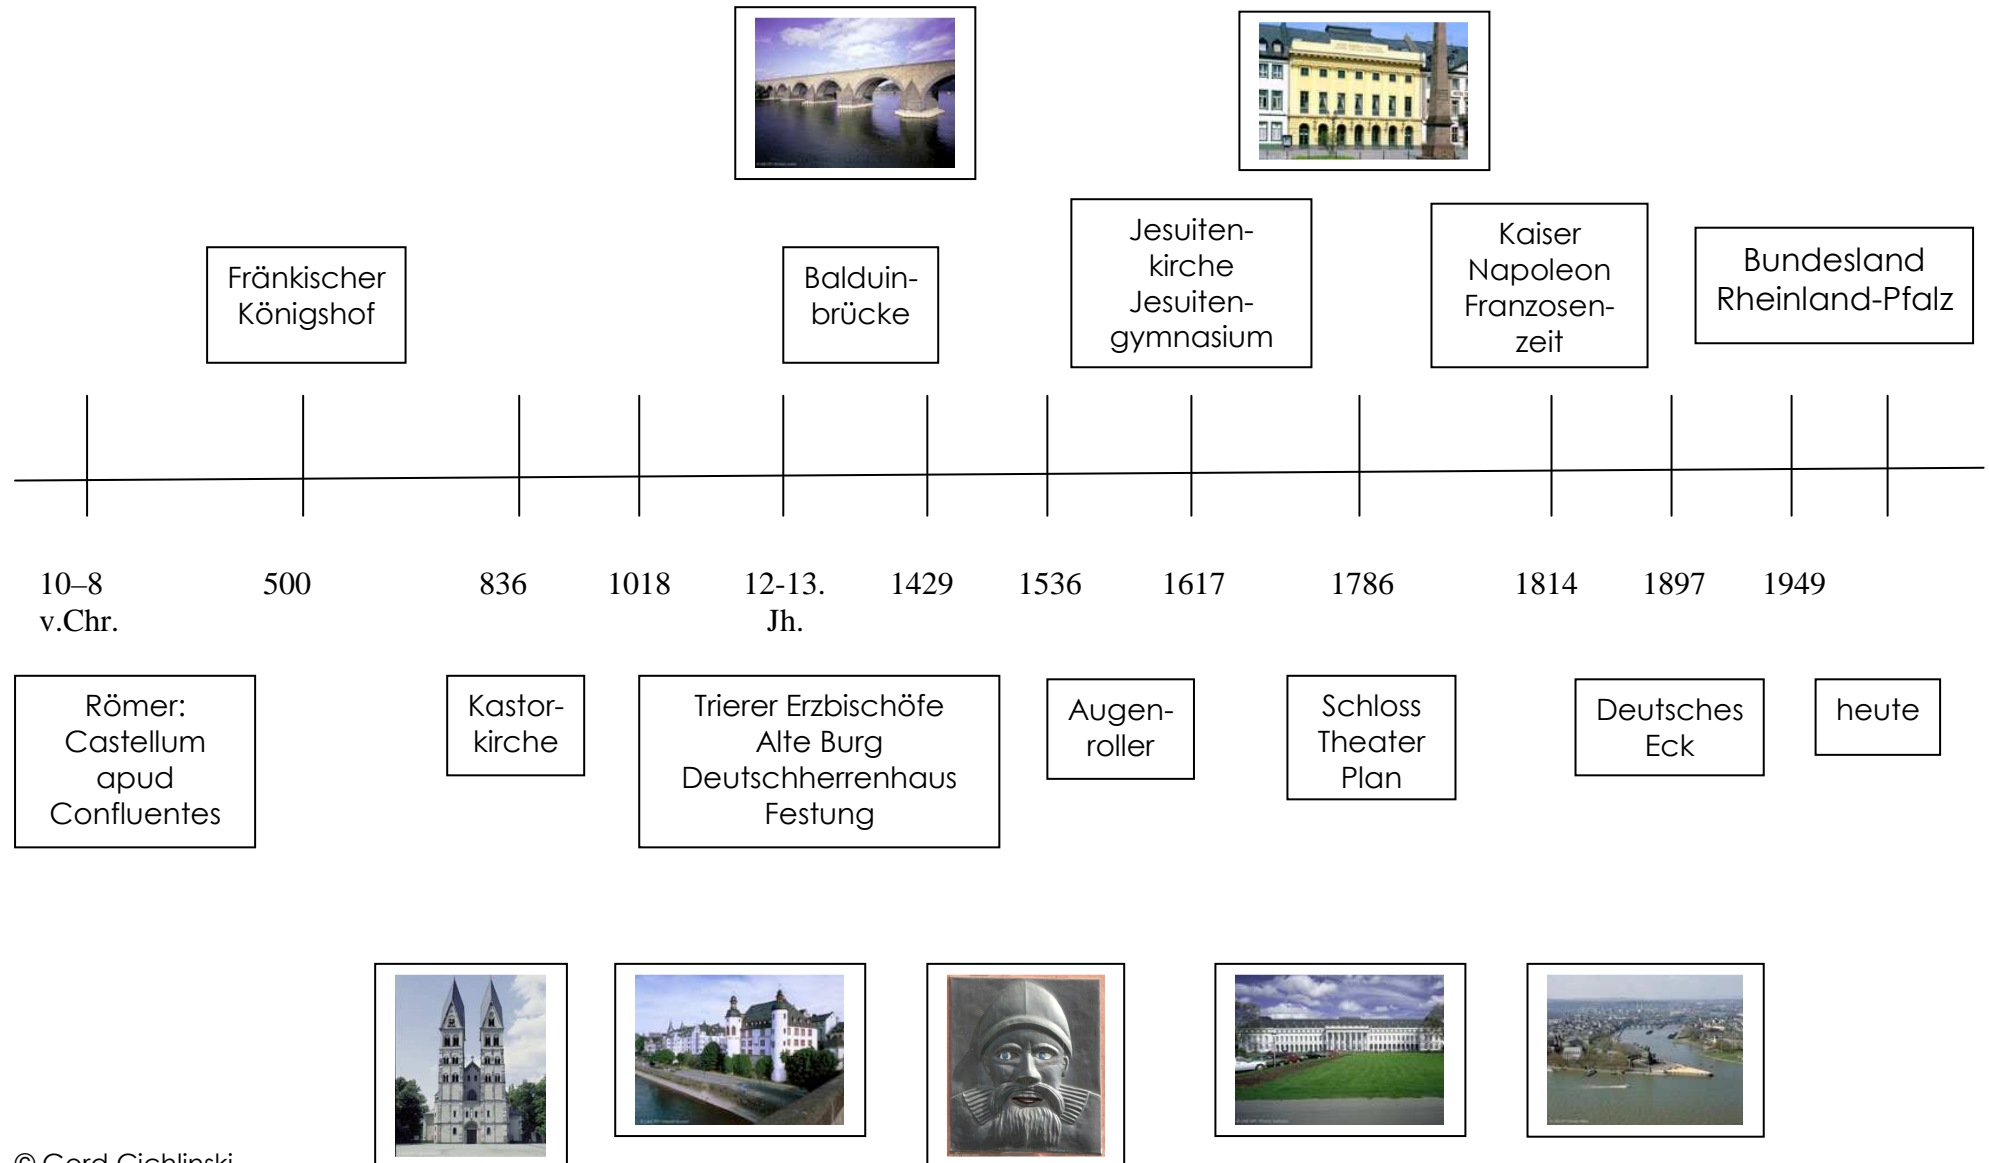 Jesuiten-
kirche
Jesuiten-
gymnasium
Kaiser
Napoleon
Franzosen-
zeit
Fränkischer
Königshof
Balduin-
brücke
Bundesland
Rheinland-Pfalz
10–8
v.Chr.
500
836
1018
12-13.
Jh.
1429
1536
1617
1786
1814
1897
1949
Römer:
Castellum
apud
Confluentes
Kastor-
kirche
Trierer Erzbischöfe
Alte Burg
Deutschherrenhaus
Festung
Augen-
roller
Schloss
Theater
Plan
Deutsches
Eck
heute
© Gerd Cichlinski